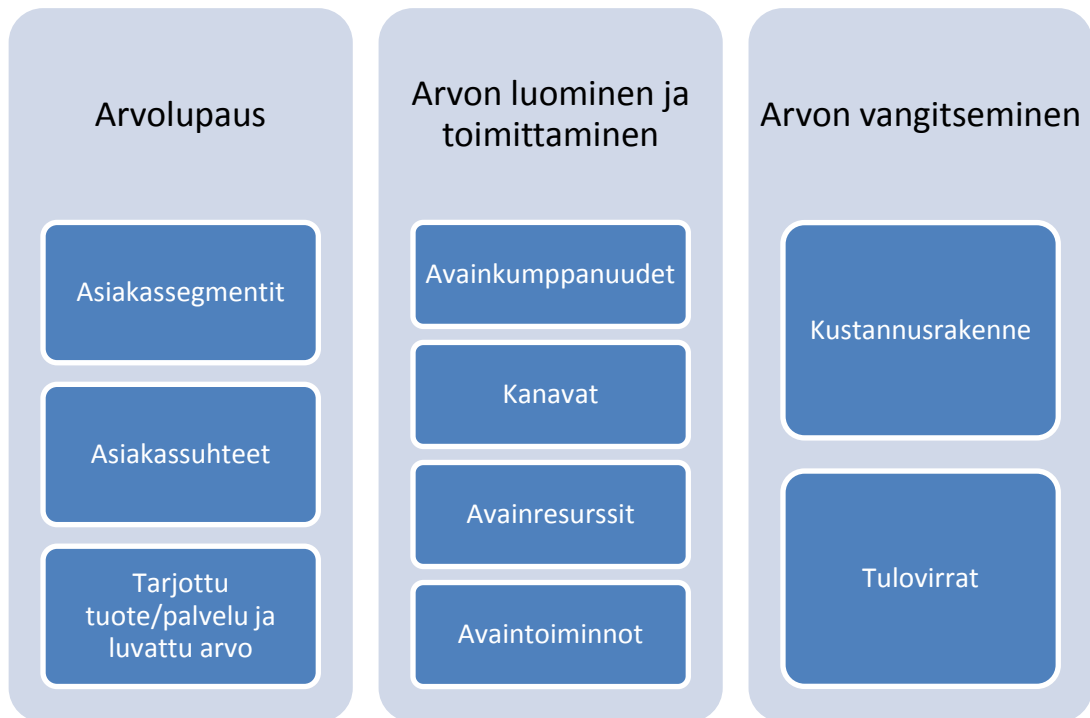 Arvolupaus
Asiakassegmentit
Asiakassuhteet
Tarjottu
tuote/palvelu ja
luvattu arvo
Arvon luominen ja
toimittaminen
Avainkumppanuudet
Kanavat
Avainresurssit
Avaintoiminnot
Arvon vangitseminen
Kustannusrakenne
Tulovirrat